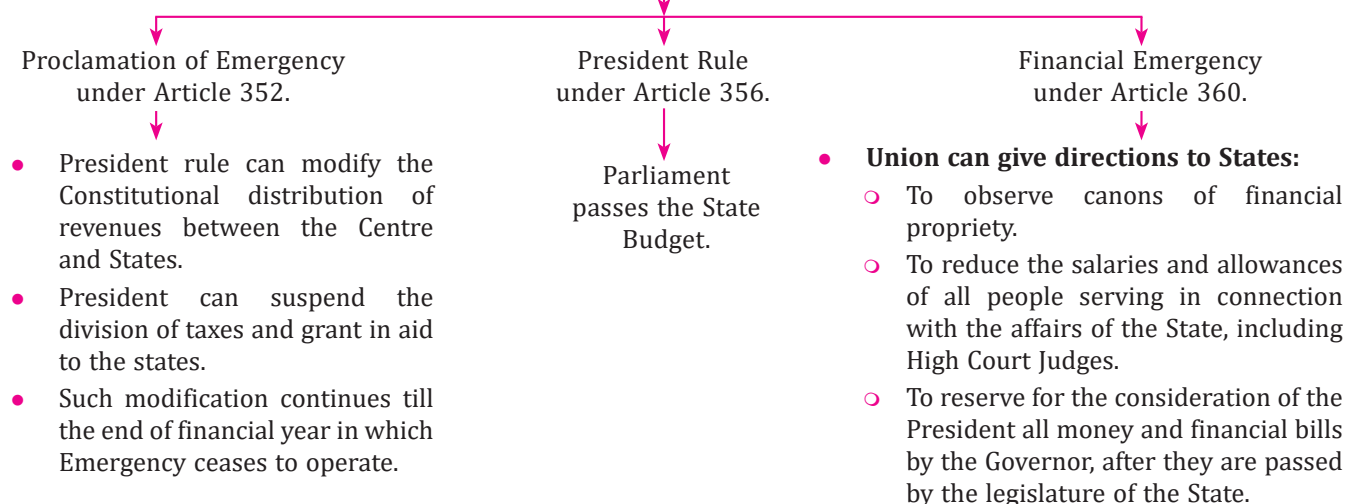 Proclamation of Emergency
under Article 352.
● President rule can modify the
Constitutional distribution of
revenues between the Centre
and States.
● President can suspend the
division of taxes and grant in aid
to the states.
● Such modification continues till
the end of financial year in which
Emergency ceases to operate.
President Rule
under Article 356.
Parliament
passes the State
Budget.
Financial Emergency
under Article 360.
● Union can give directions to States:
○ To observe canons of financial
propriety.
○ To reduce the salaries and allowances
of all people serving in connection
with the affairs of the State, including
High Court Judges.
○ To reserve for the consideration of the
President all money and financial bills
by the Governor, after they are passed
by the legislature of the State.